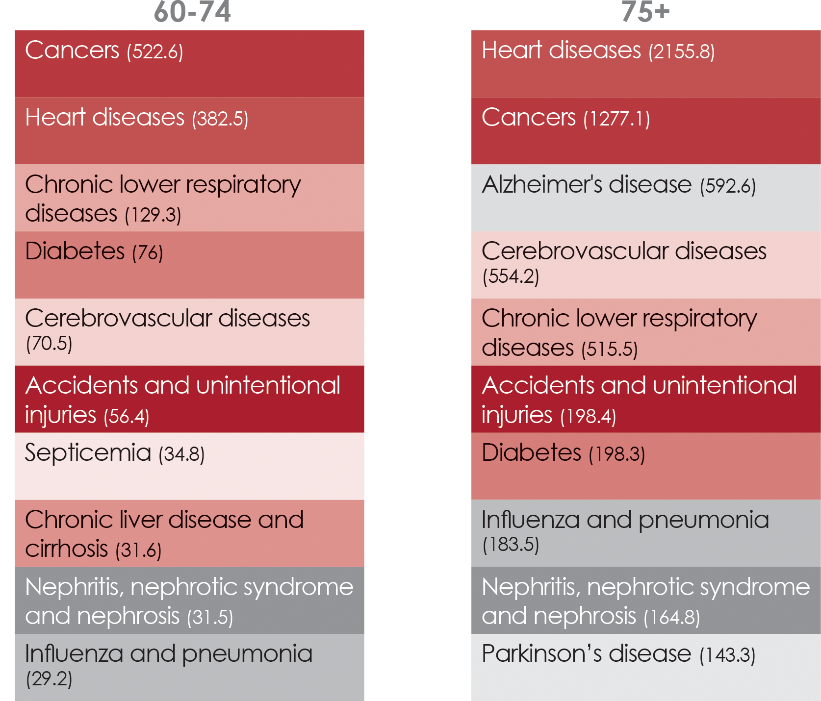 60-74
Cancers (522.6)
Heart diseases (382.5)
Chronic lower respiratory
diseases (129.3)
Diabetes (76)
Cerebrovascular diseases
(70.5)
Accidents and unintentional
injuries (56.4)
Septicemia (34.8)
Chronic liver disease and
cirrhosis (31.6)
Nephritis, nephrotic syndrome
and nephrosis (31.5)
Influenza and pneumonia
(29.2)
75+
Heart diseases (2155.8)
Cancers (1277.1)
Alzheimer's disease (592.6)
Cerebrovascular diseases
(554.2)
Chronic lower respiratory
diseases (515.5)
Accidents and unintentional
injuries (198.4)
Diabetes (198.3)
Influenza and pneumonia
(183.5)
Nephritis, nephrotic syndrome
and nephrosis (164.8)
Parkinson’s disease (143.3)